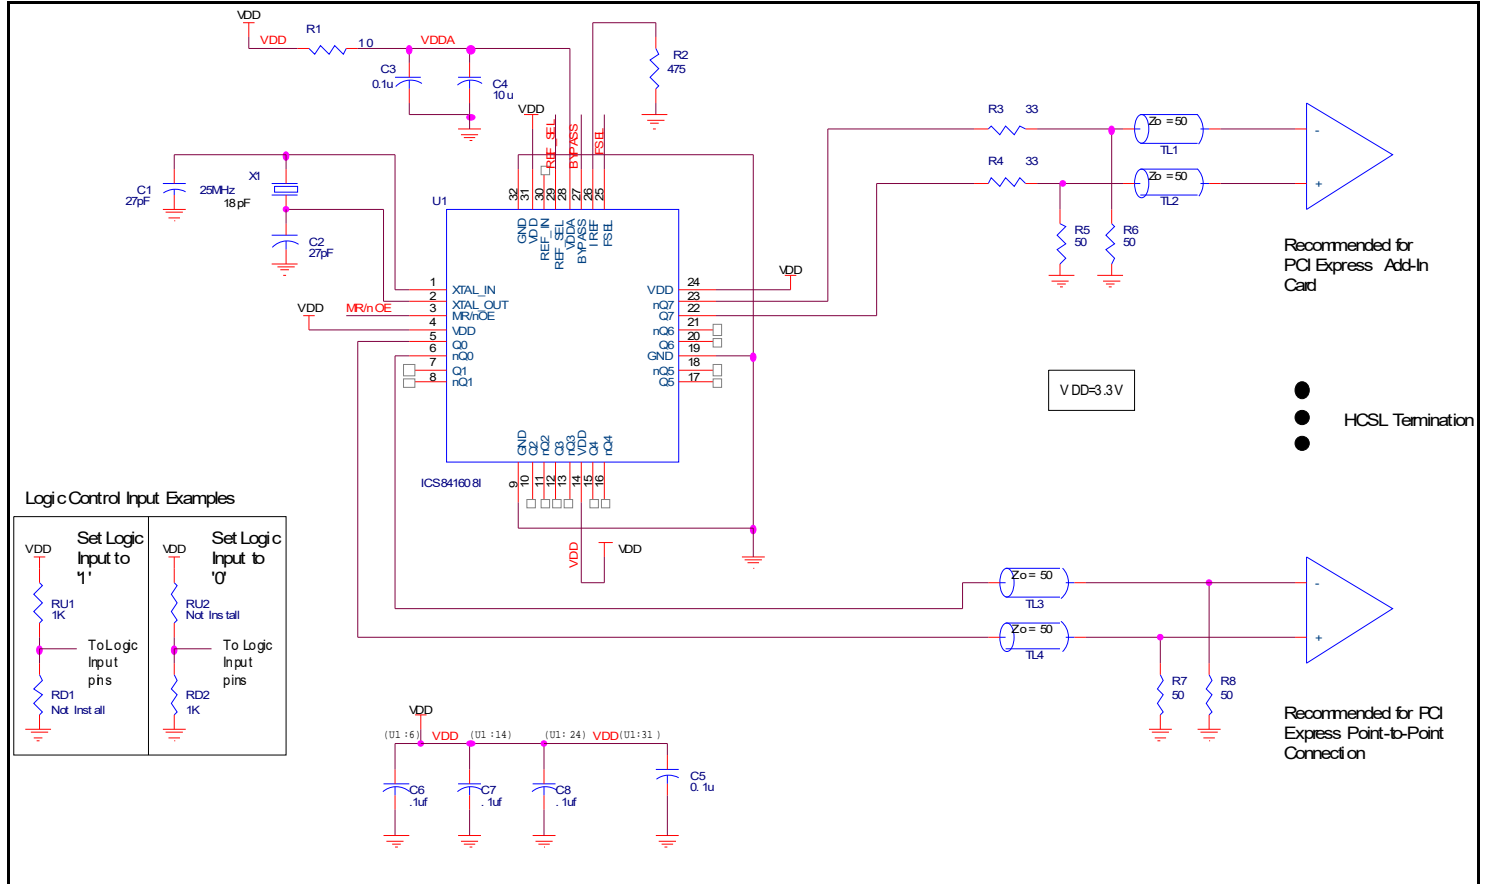 VDD
VDD
R1
10
VDDA
C3
0.1u
C4
10u
R2
475
VDD
REF_SEL
BYPASS
FSEL
C1
27pF
X1
25MHz
18pF
C2
27pF
U1
32
31
30
29
28
27
26
25
GND
VDD
REF_IN
REF_SEL
VDDA
BYPASS
IREF
FSEL
1
XTAL_IN
2
XTAL_OUT
VDD
MR/nOE
3
MR/nOE
4
VDD
5
Q0
6
nQ0
7
Q1
8
nQ1
VDD
24
VDD
nQ7
23
Q7
22
nQ6
21
Q6
20
GND
19
nQ5
18
Q5
17
GND
Q2
nQ2
Q3
nQ3
VDD
Q4
nQ4
9
10
11
12
13
14
15
16
ICS841608I
VDD
VDD
R3
33
R4
33
Zo = 50
TL1
Zo = 50
TL2
-
+
R5
50
R6
50
Recommended for
PCI Express Add-In
Card
VDD=3.3V
HCSL Termination
Logic Control Input Examples
VDD
Set Logic
Input to
'1'
RU1
1K
To Logic
Input
pins
RD1
Not Install
VDD
Set Logic
Input to
'0'
RU2
Not Install
To Logic
Input
pins
RD2
1K
Zo = 50
TL3
Zo = 50
TL4
-
+
R7
50
R8
50
Recommended for PCI
Express Point-to-Point
Connection
VDD
(U1:6)
VDD
(U1:14)
(U1:24)
VDD
(U1:31)
C6
.1uf
C7
.1uf
C8
.1uf
C5
0.1u